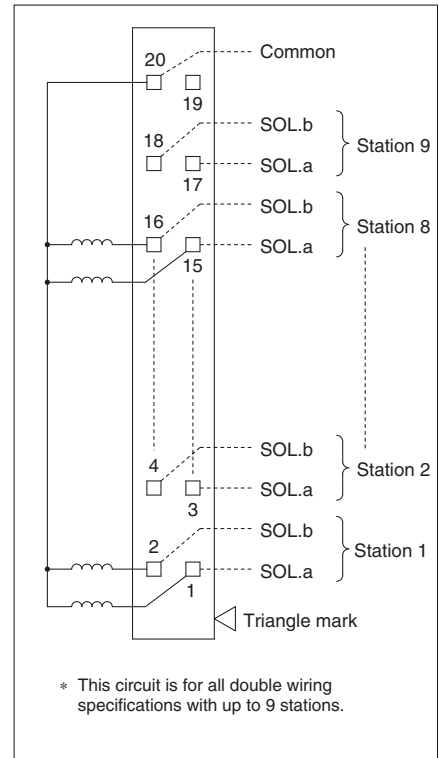 20 Common
19
18 SOL.b
Station 9
SOL.a
17
16 SOL.b
Station 8
SOL.a
15
4 SOL.b
Station 2
SOL.a
3
2 SOL.b
Station 1
SOL.a
1
Triangle mark
* This circuit is for all double wiring
specifications with up to 9 stations.